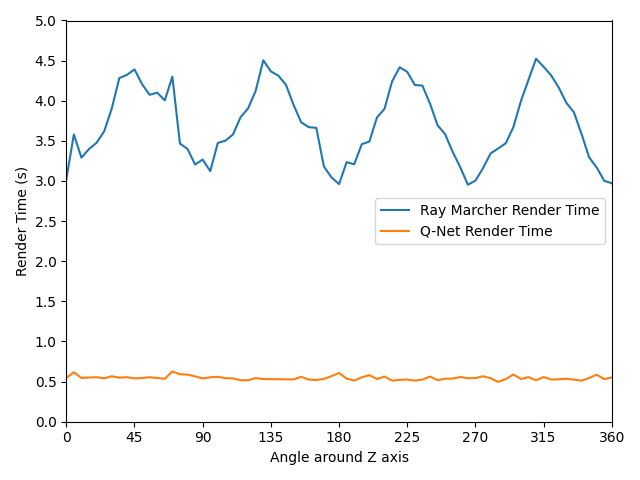 5.0
4.5
4.0
3.5
3.0
2.5
2.0
1.5
1.0
0.5
0.0
Render Time (s)
Ray Marcher Render Time
Q-Net Render Time
0 45 90 135 180 225 270 315 360
Angle around Z axis